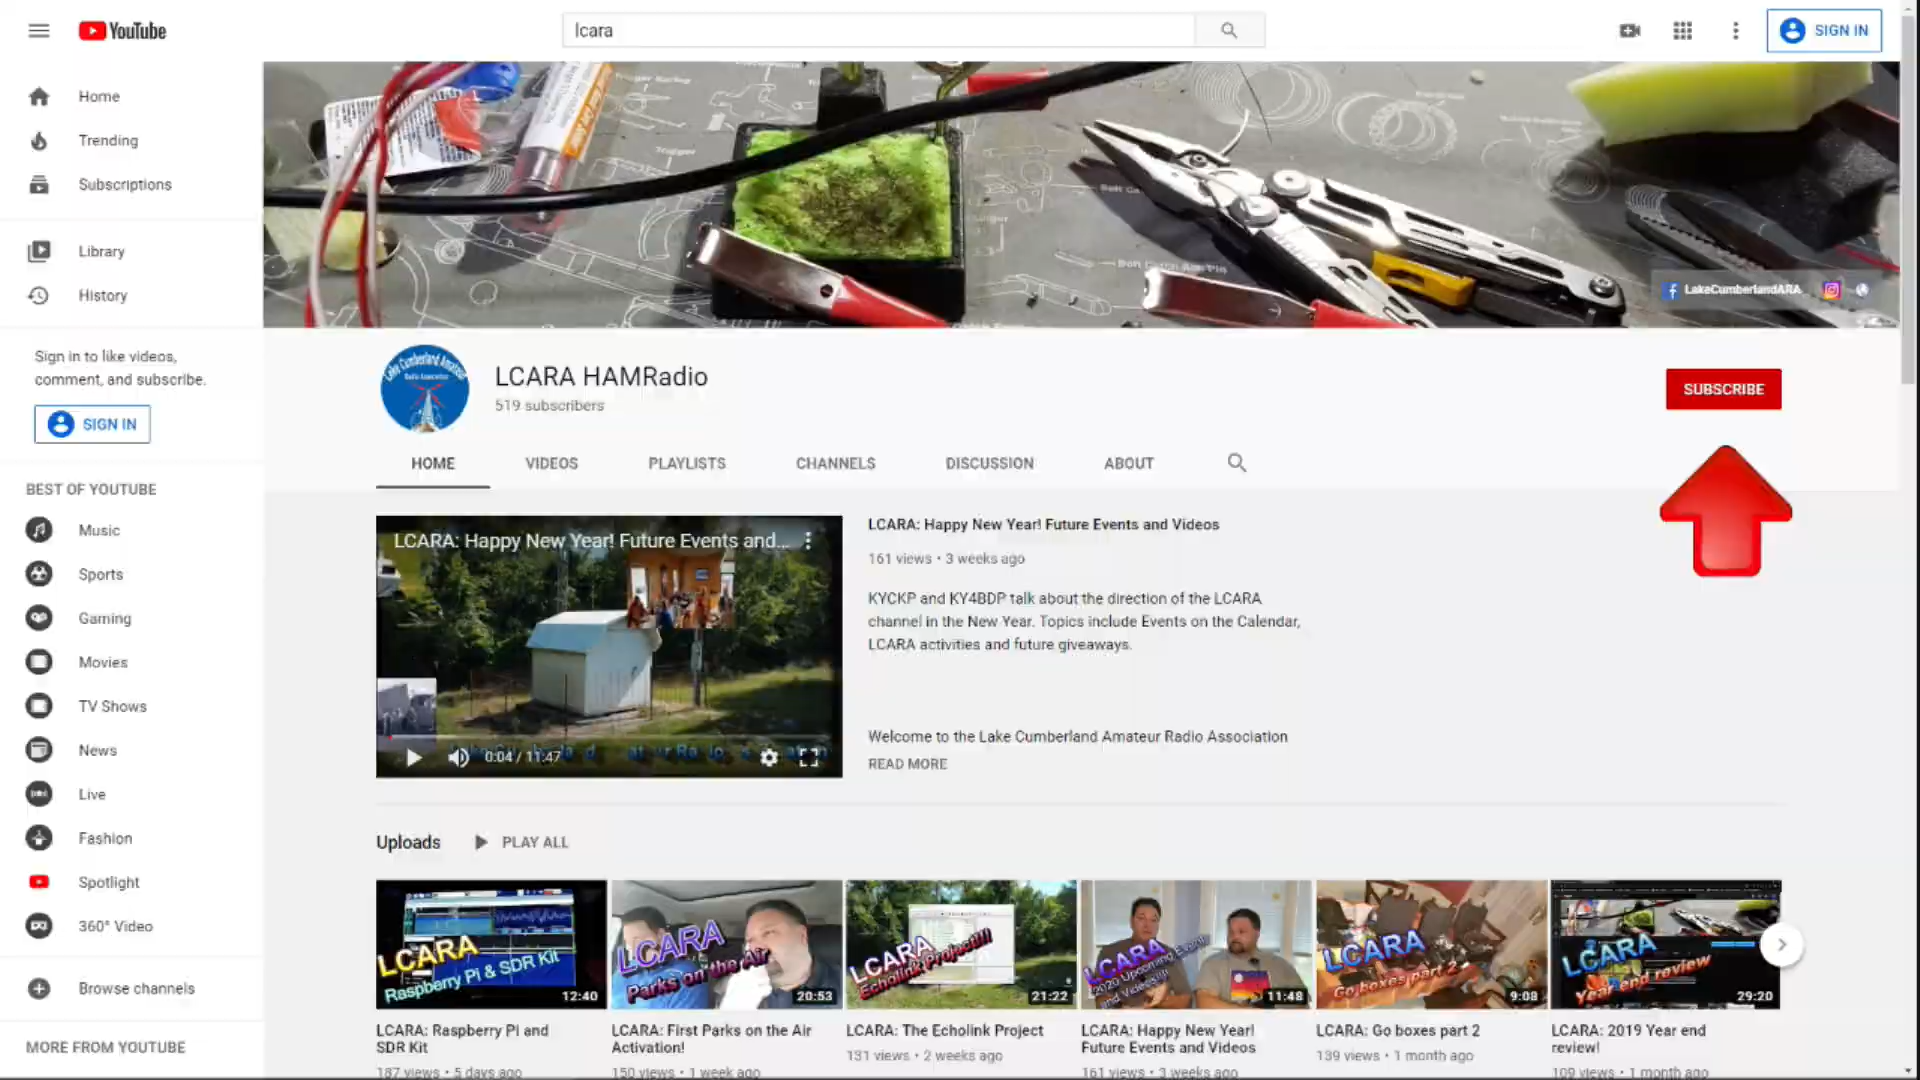 YouTube
lcara
SIGN IN
Home
Trending
Subscriptions
Library
History
Sign in to like videos,
comment, and subscribe.
SIGN IN
BEST OF YOUTUBE
Music
Sports
Gaming
Movies
TV Shows
News
Live
Fashion
Spotlight
360° Video
Browse channels
MORE FROM YOUTUBE
Trigger
LakeCumberlandARA
Lake Cumberland Amateur
Radio Association
LCARA HAMRadio
519 subscribers
SUBSCRIBE
HOME VIDEOS PLAYLISTS CHANNELS DISCUSSION ABOUT
LCARA: Happy New Year! Future Events and...
0:04 / 11:47
LCARA: Happy New Year! Future Events and Videos
161 views • 3 weeks ago
KYCKP and KY4BDP talk about the direction of the LCARA
channel in the New Year. Topics include Events on the Calendar,
LCARA activities and future giveaways.
Welcome to the Lake Cumberland Amateur Radio Association
READ MORE
Uploads PLAY ALL
LCARA
Raspberry Pi & SDR Kit
12:40
LCARA: Raspberry Pi and
SDR Kit
187 views • 5 days ago
LCARA
Parks on the Air
20:53
LCARA: First Parks on the Air
Activation!
150 views • 1 week ago
LCARA
Echolink Project!!!
21:22
LCARA: The Echolink Project
131 views • 2 weeks ago
LCARA
2020 Upcoming Events
and Videos!!!!
11:48
LCARA: Happy New Year!
Future Events and Videos
161 views • 3 weeks ago
LCARA
Go boxes part 2
9:08
LCARA: Go boxes part 2
139 views • 1 month ago
LCARA
Year end review
29:20
LCARA: 2019 Year end
review!
109 views • 1 month ago